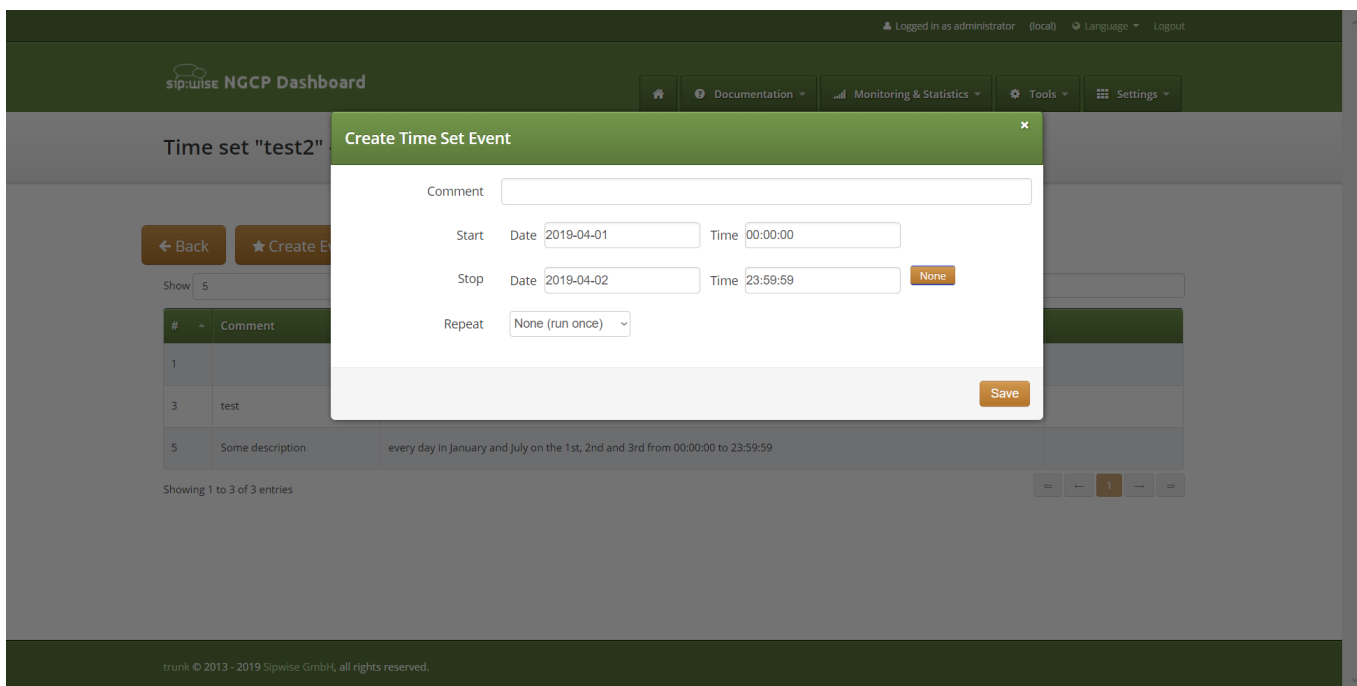 Logged in as administrator (local) Language Logout
sip:wise NGCP Dashboard
Documentation Monitoring & Statistics Tools Settings
Time set "test2" -
Create Time Set Event ×
Comment
Start Date 2019-04-01 Time 00:00:00
Stop Date 2019-04-02 Time 23:59:59 None
Repeat None (run once)
Save
← Back ★ Create Ev
Show 5
# Comment
1
3 test
5 Some description every day in January and July on the 1st, 2nd and 3rd from 00:00:00 to 23:59:59
Showing 1 to 3 of 3 entries ⇐ ← 1 → ⇒
trunk © 2013 - 2019 Sipwise GmbH, all rights reserved.